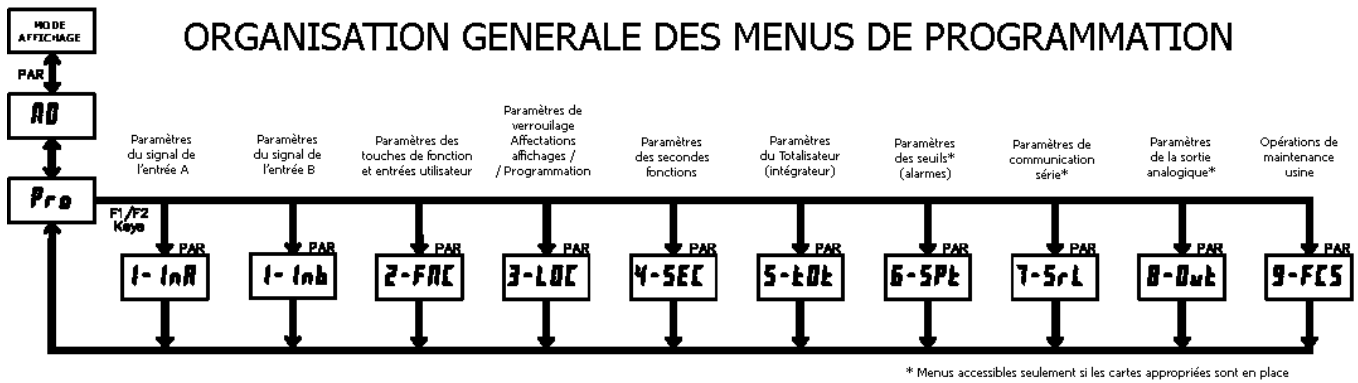 MODE
AFFICHAGE
ORGANISATION GENERALE DES MENUS DE PROGRAMMATION
PAR
NO
Pro
F1/F2
Keys
Paramètres
du signal de
l'entrée A
Paramètres
du signal de
l'entrée B
Paramètres des
touches de fonction
et entrées utilisateur
Paramètres de
verrouilage
Affectations
affichages /
/ Programmation
Paramètres
des secondes
fonctions
Paramètres
du Totalisateur
(intégrateur)
Paramètres
des seuils*
(alarmes)
Paramètres de
communication
série*
Paramètres
de la sortie
analogique*
Opérations de
maintenance
usine
PAR
1-InA
PAR
1-Inb
PAR
2-FNC
PAR
3-LOC
PAR
4-SEC
PAR
5-tOt
PAR
6-SPt
PAR
7-SrL
PAR
8-Out
PAR
9-FCS
* Menus accessibles seulement si les cartes appropriées sont en place